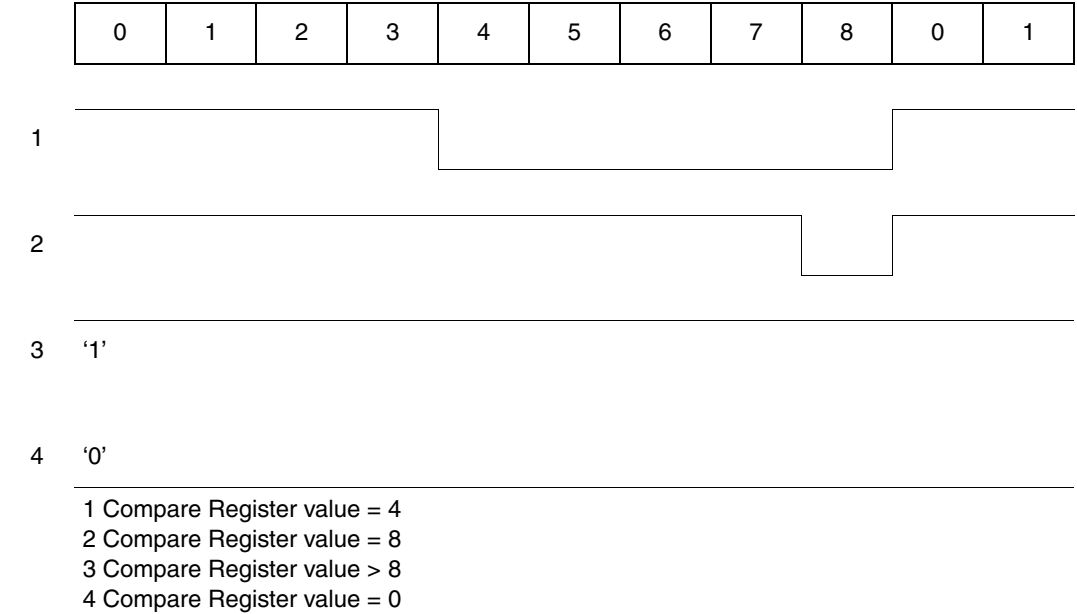 0 1 2 3 4 5 6 7 8 0 1
1
2
3 ‘1’
4 ‘0’
1 Compare Register value = 4
2 Compare Register value = 8
3 Compare Register value > 8
4 Compare Register value = 0